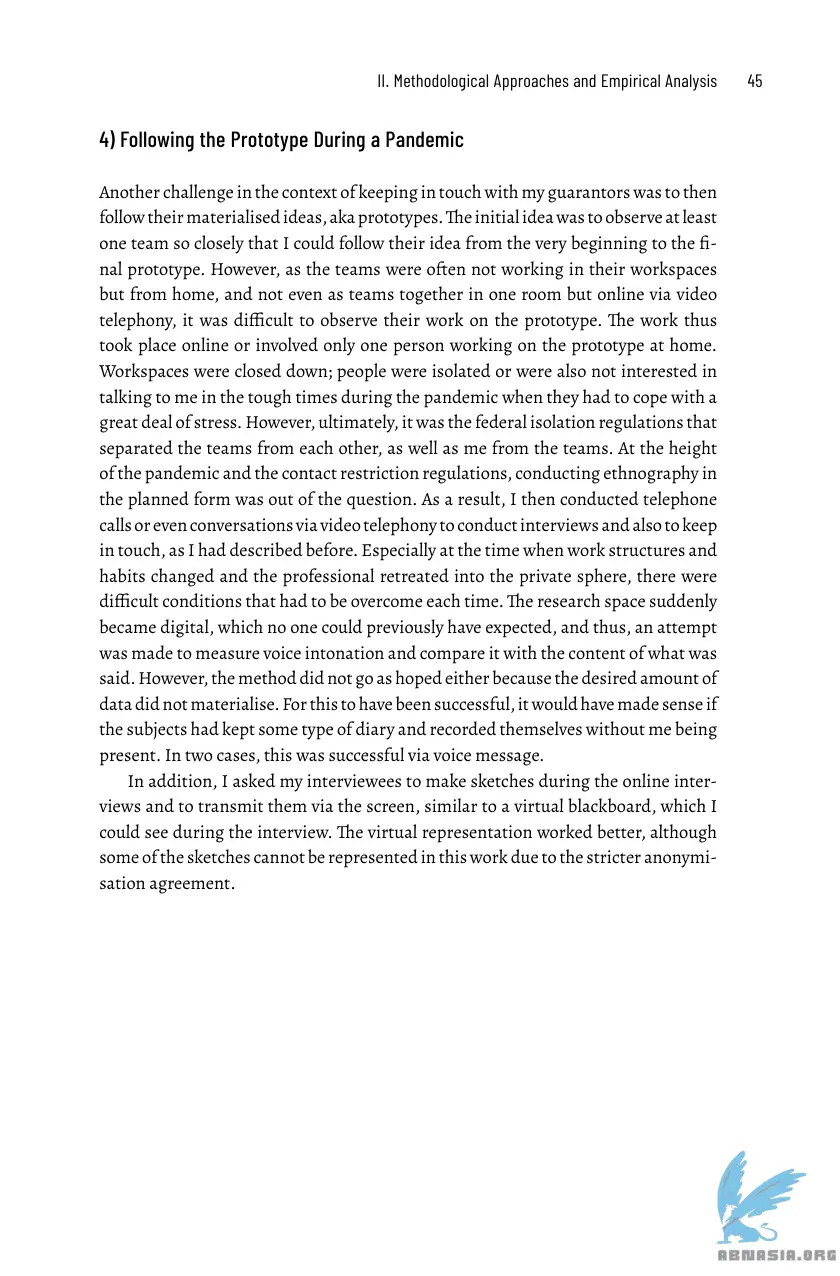 II. Methodological Approaches and Empirical Analysis 45
4) Following the Prototype During a Pandemic
Another challenge in the context of keeping in touch with my guarantors was to then
follow their materialised ideas, aka prototypes. The initial idea was to observe at least
one team so closely that I could follow their idea from the very beginning to the fi-
nal prototype. However, as the teams were often not working in their workspaces
but from home, and not even as teams together in one room but online via video
telephony, it was difficult to observe their work on the prototype. The work thus
took place online or involved only one person working on the prototype at home.
Workspaces were closed down; people were isolated or were also not interested in
talking to me in the tough times during the pandemic when they had to cope with a
great deal of stress. However, ultimately, it was the federal isolation regulations that
separated the teams from each other, as well as me from the teams. At the height
of the pandemic and the contact restriction regulations, conducting ethnography in
the planned form was out of the question. As a result, I then conducted telephone
calls or even conversations via video telephony to conduct interviews and also to keep
in touch, as I had described before. Especially at the time when work structures and
habits changed and the professional retreated into the private sphere, there were
difficult conditions that had to be overcome each time. The research space suddenly
became digital, which no one could previously have expected, and thus, an attempt
was made to measure voice intonation and compare it with the content of what was
said. However, the method did not go as hoped either because the desired amount of
data did not materialise. For this to have been successful, it would have made sense if
the subjects had kept some type of diary and recorded themselves without me being
present. In two cases, this was successful via voice message.
In addition, I asked my interviewees to make sketches during the online inter-
views and to transmit them via the screen, similar to a virtual blackboard, which I
could see during the interview. The virtual representation worked better, although
some of the sketches cannot be represented in this work due to the stricter anonymi-
sation agreement.
ABNASIA.ORG